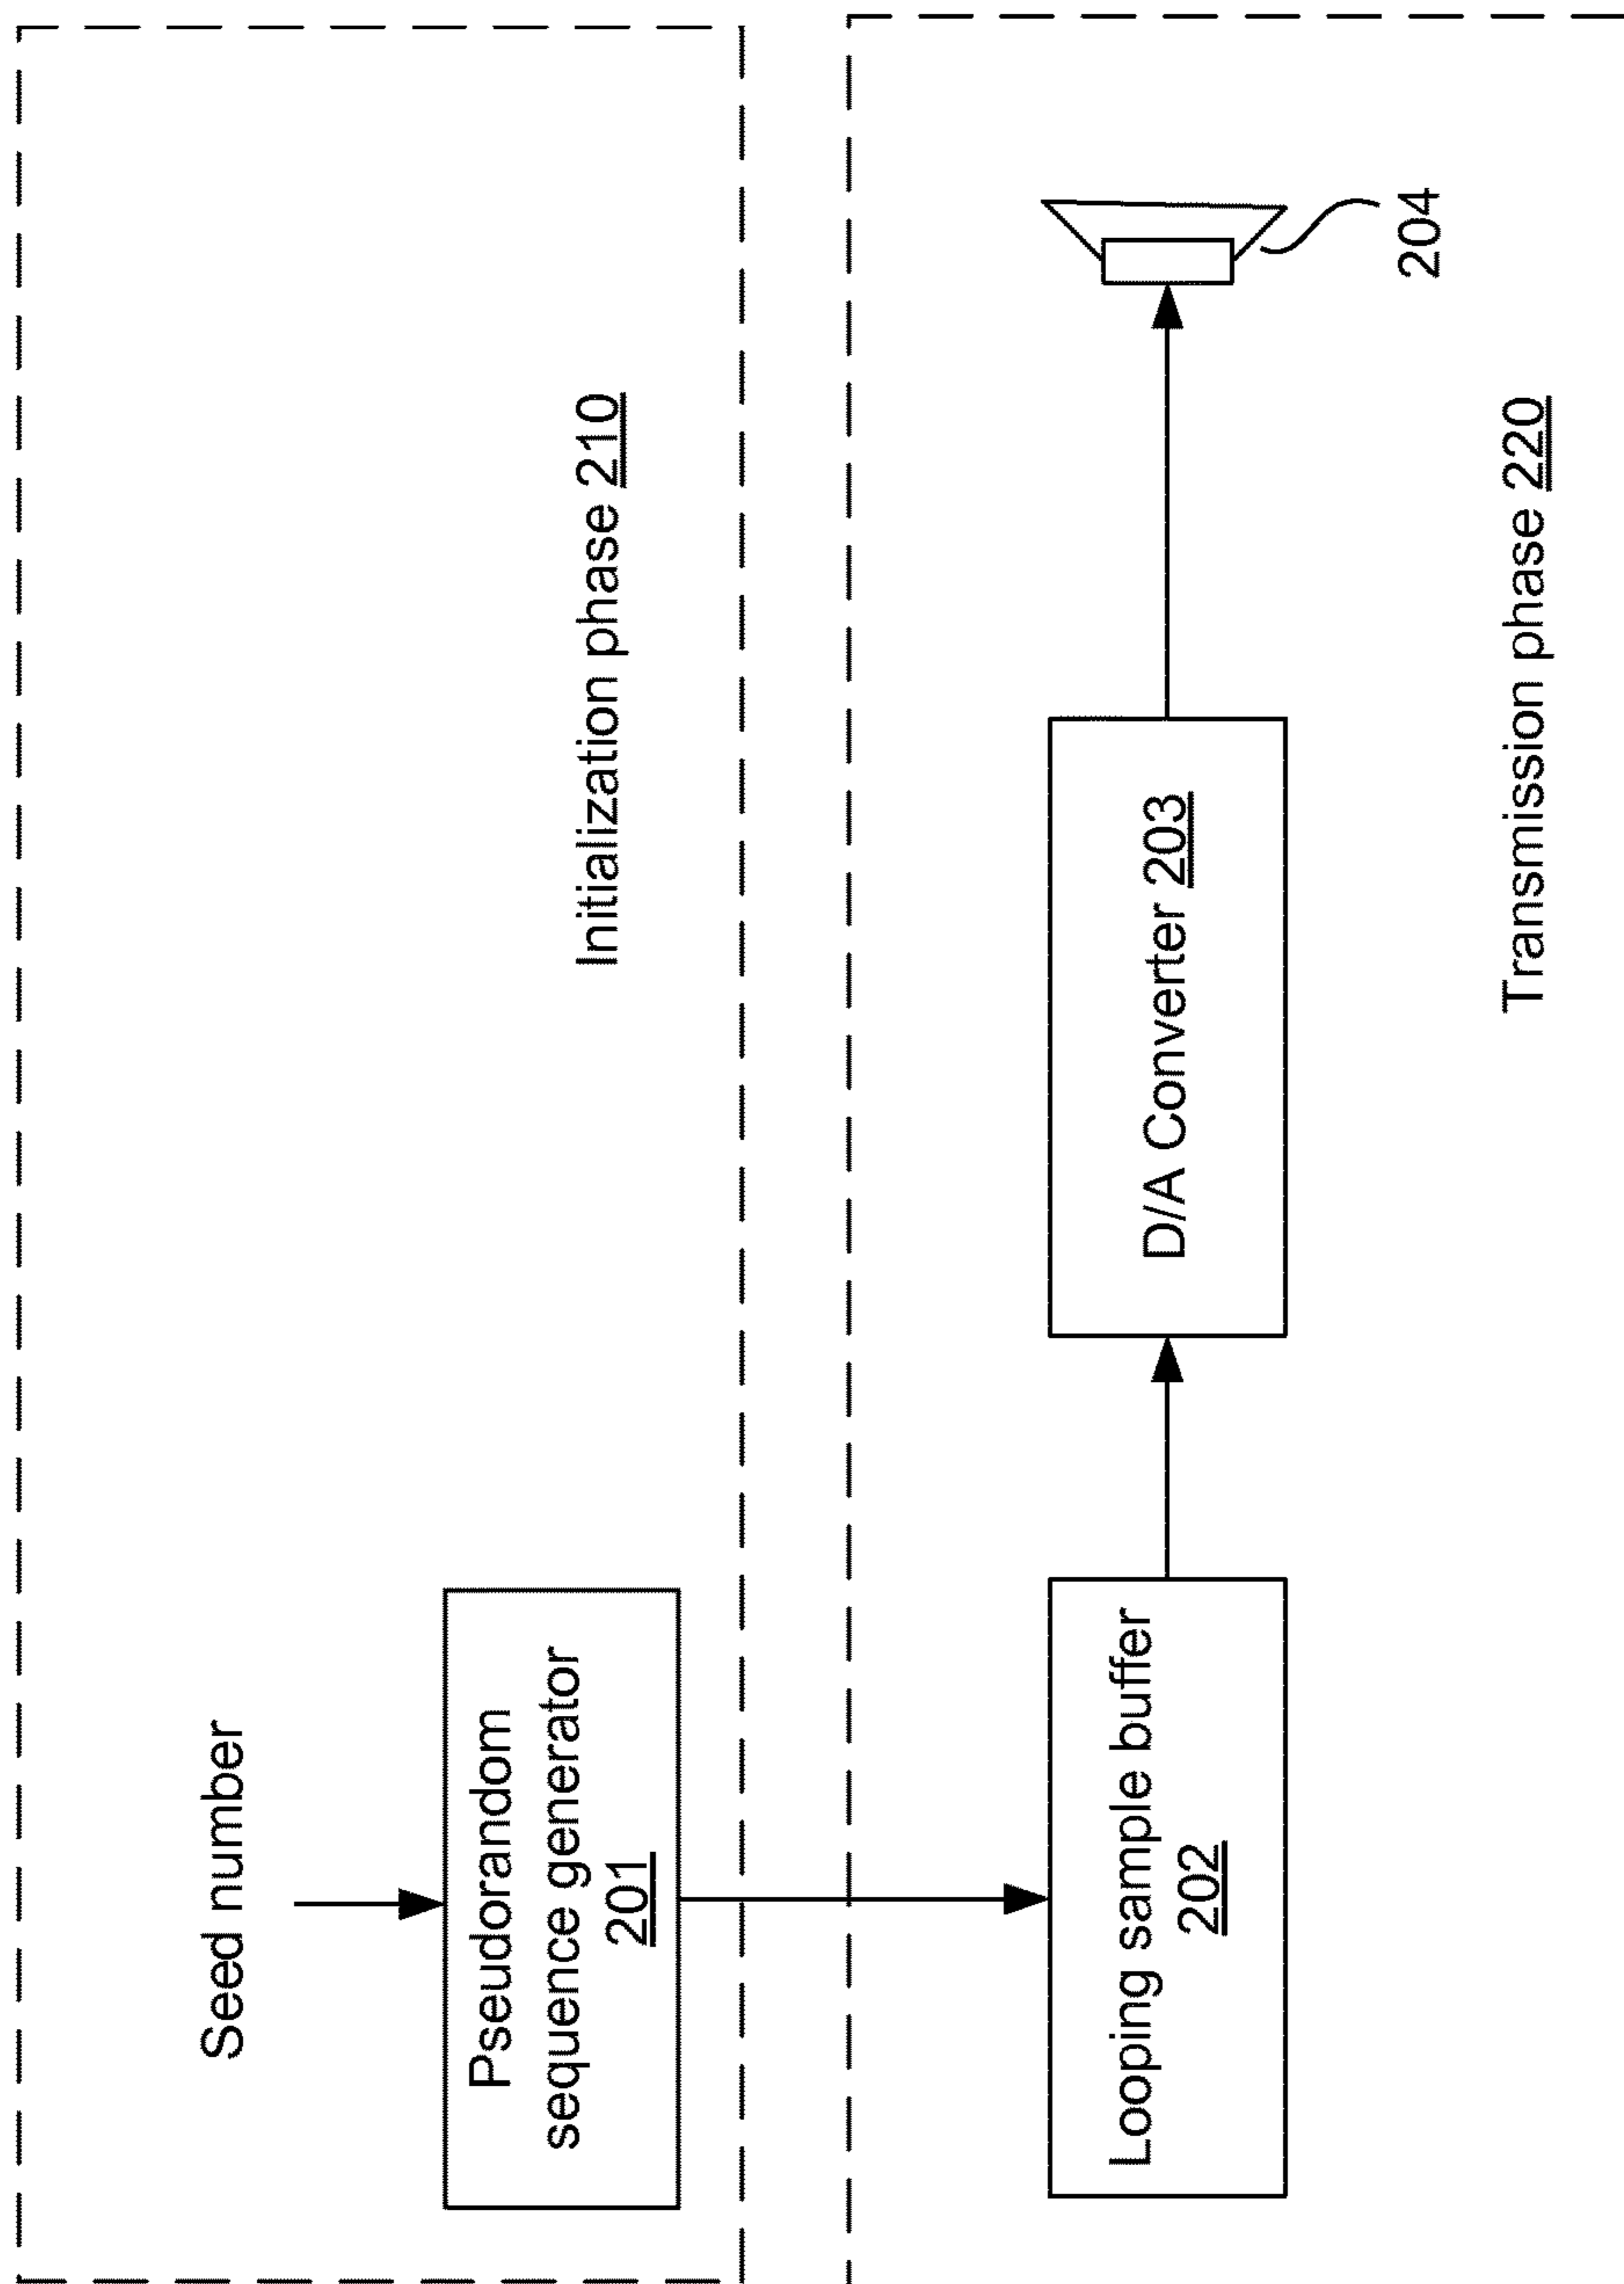 Seed number
Pseudorandom
sequence generator
201
Initialization phase 210
Looping sample buffer
202
D/A Converter 203
204
Transmission phase 220